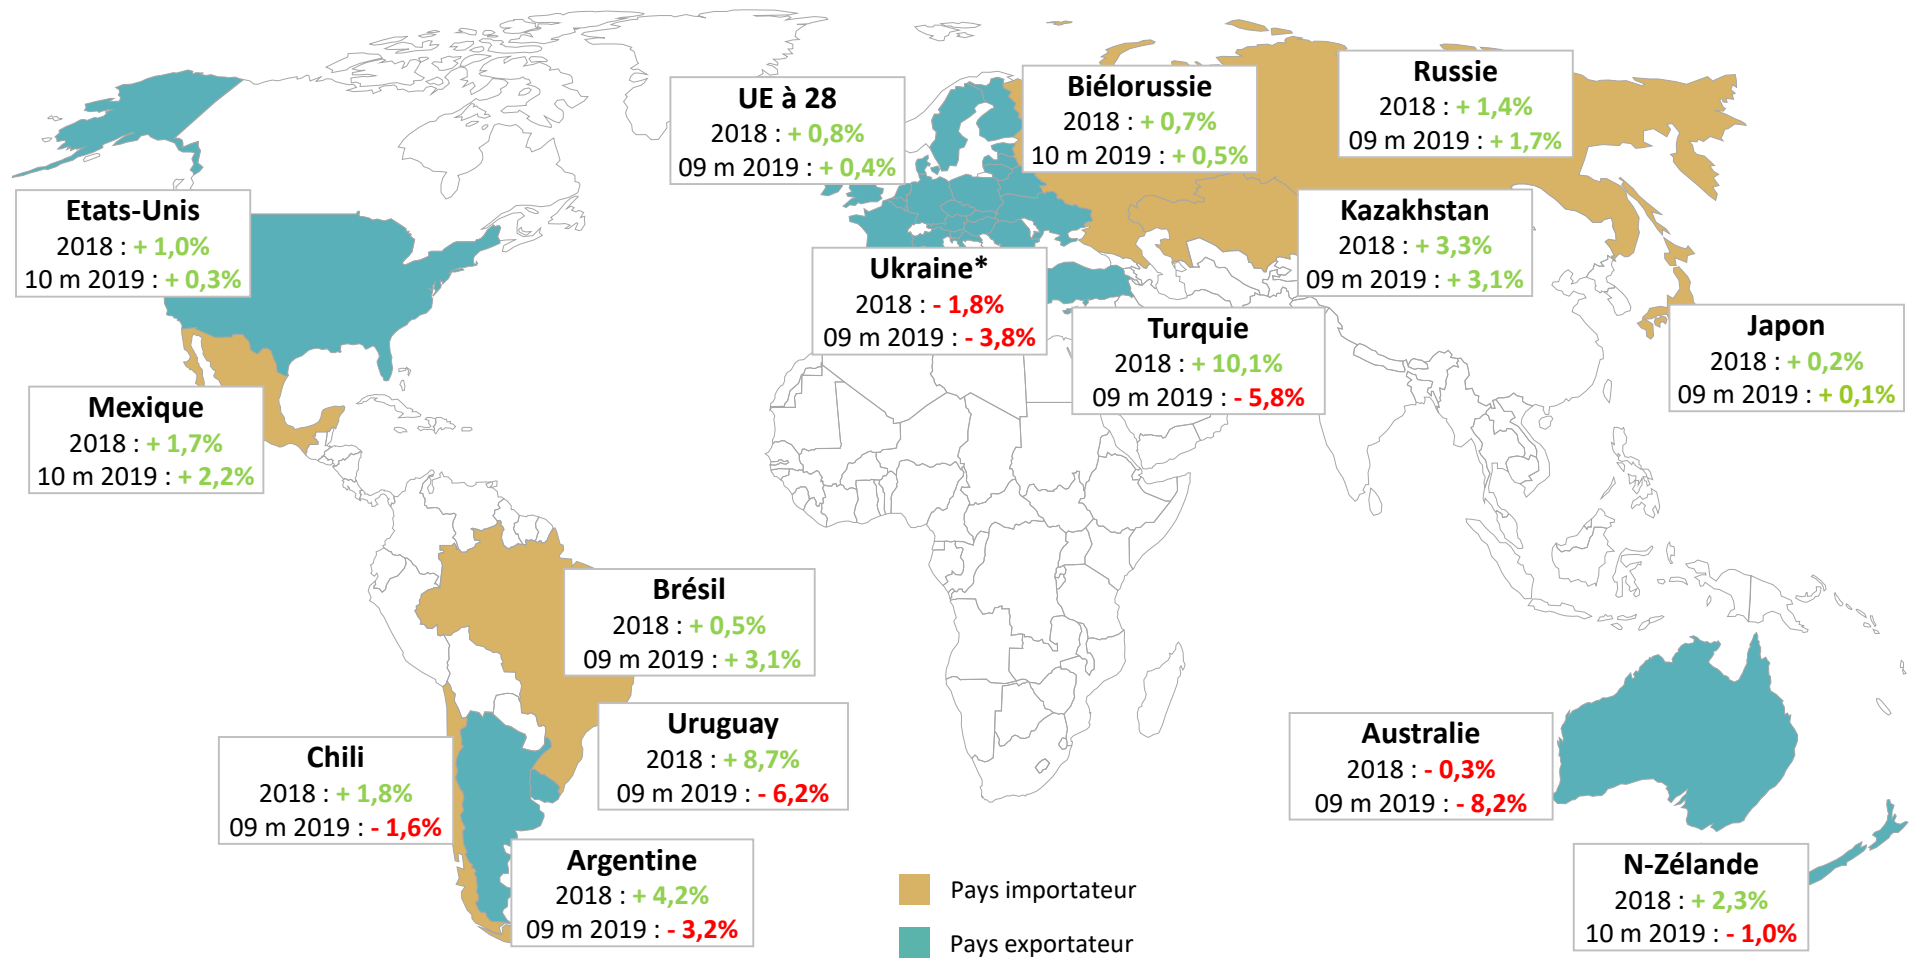 UE à 28
2018 : + 0,8%
09 m 2019 : + 0,4%
Biélorussie
2018 : + 0,7%
10 m 2019 : + 0,5%
Russie
2018 : + 1,4%
09 m 2019 : + 1,7%
Etats-Unis
2018 : + 1,0%
10 m 2019 : + 0,3%
Kazakhstan
2018 : + 3,3%
09 m 2019 : + 3,1%
Ukraine*
2018 : - 1,8%
09 m 2019 : - 3,8%
Turquie
2018 : + 10,1%
09 m 2019 : - 5,8%
Japon
2018 : + 0,2%
09 m 2019 : + 0,1%
Mexique
2018 : + 1,7%
10 m 2019 : + 2,2%
Brésil
2018 : + 0,5%
09 m 2019 : + 3,1%
Uruguay
2018 : + 8,7%
09 m 2019 : - 6,2%
Chili
2018 : + 1,8%
09 m 2019 : - 1,6%
Australie
2018 : - 0,3%
09 m 2019 : - 8,2%
Argentine
2018 : + 4,2%
09 m 2019 : - 3,2%
N-Zélande
2018 : + 2,3%
10 m 2019 : - 1,0%
Pays importateur
Pays exportateur